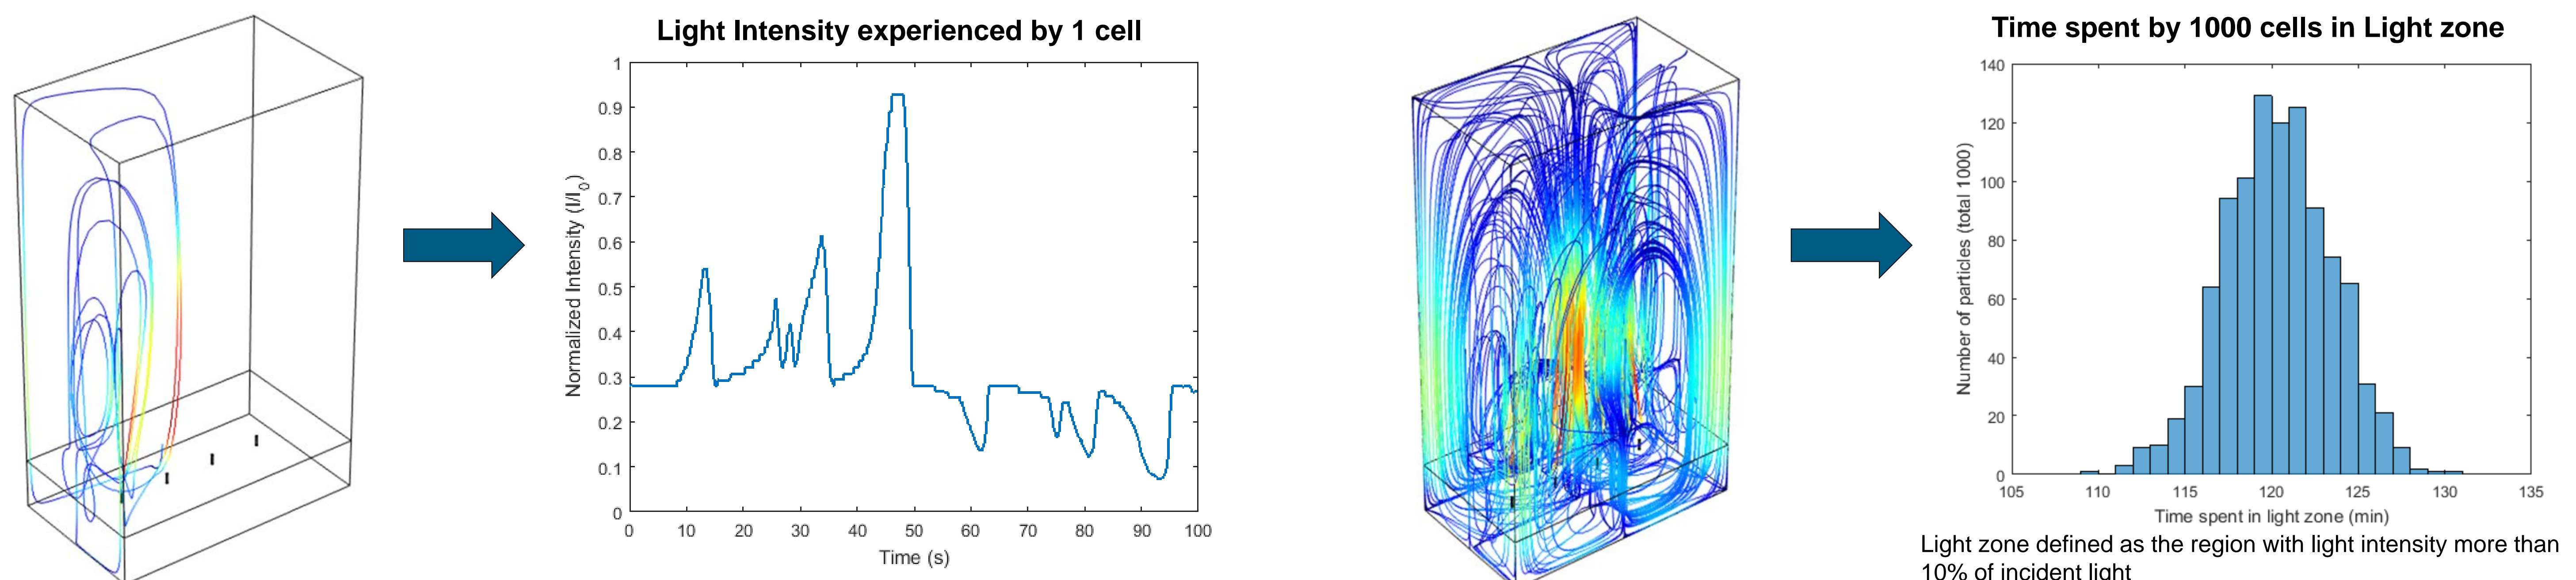 Light Intensity experienced by 1 cell
1
0.9
0.8
0.7
0.6
0.5
0.4
0.3
0.2
0.1
0
Normalized Intensity (I/I0)
0 10 20 30 40 50 60 70 80 90 100
Time (s)
Time spent by 1000 cells in Light zone
140
120
100
80
60
40
20
0
Number of particles (total 1000)
105 110 115 120 125 130 135
Time spent in light zone (min)
Light zone defined as the region with light intensity more than
10% of incident light